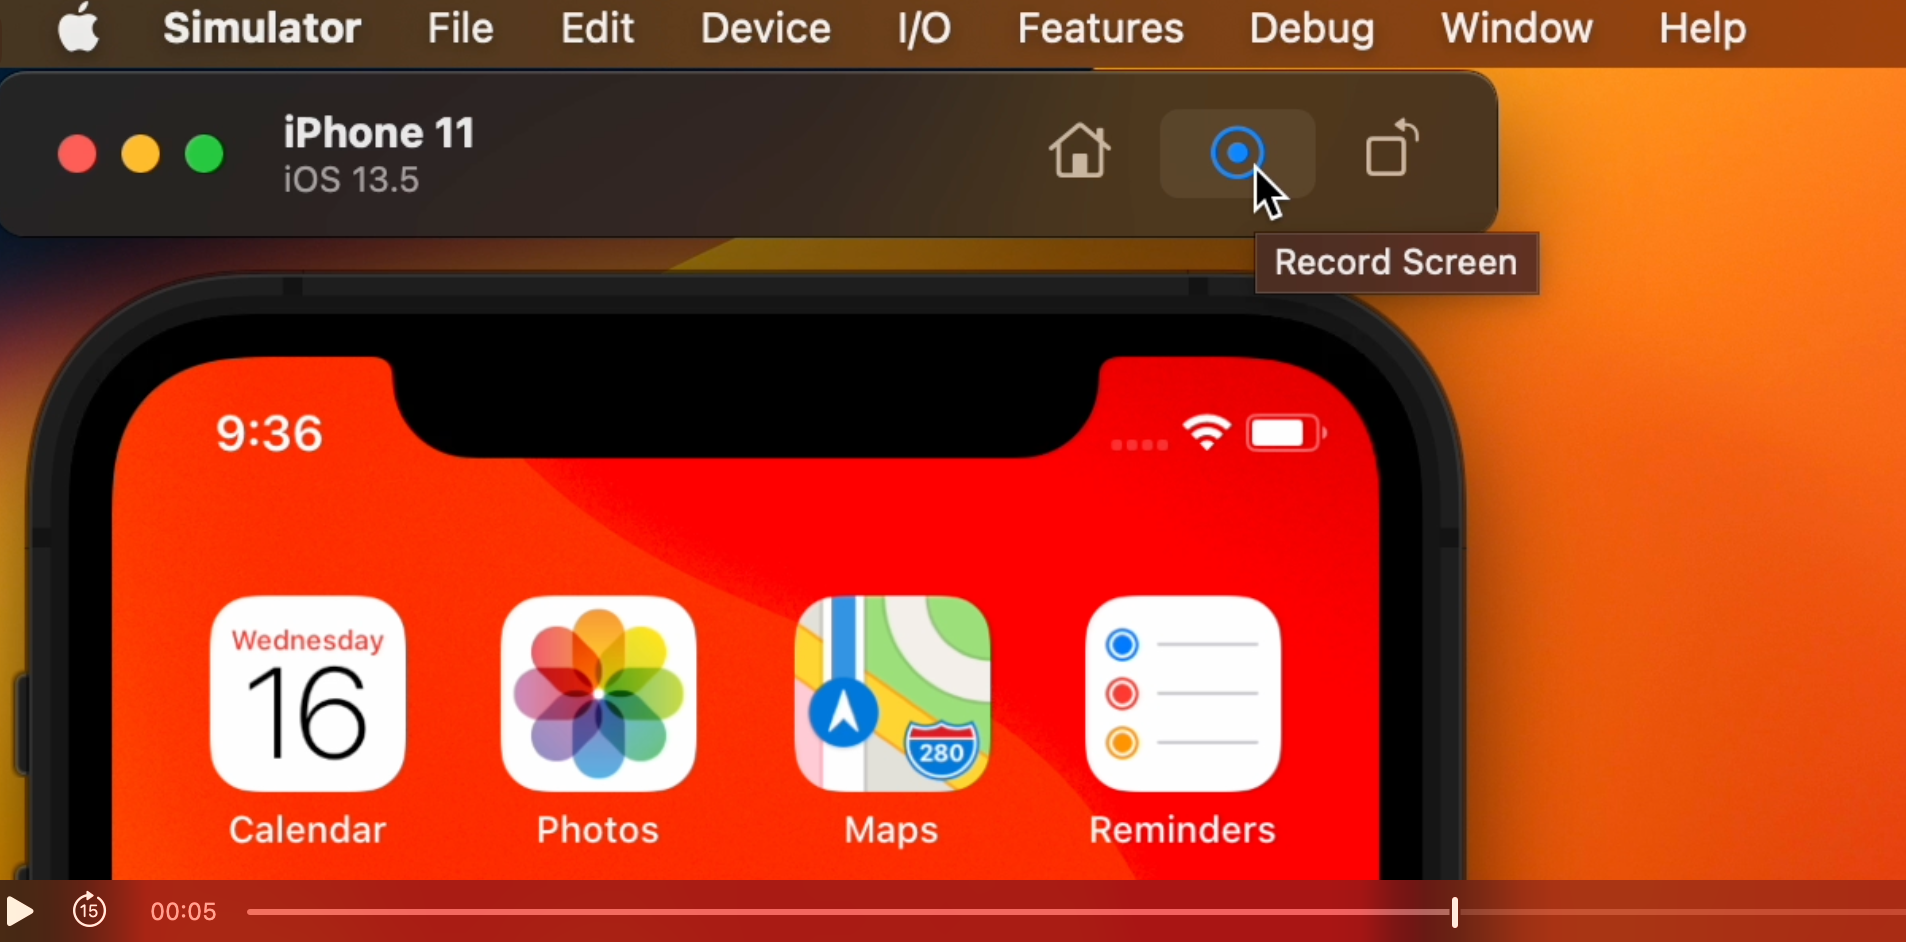 Simulator File Edit Device I/O Features Debug Window Help
iPhone 11
iOS 13.5
Record Screen
9:36
Wednesday
16
280
Calendar Photos Maps Reminders
15 00:05